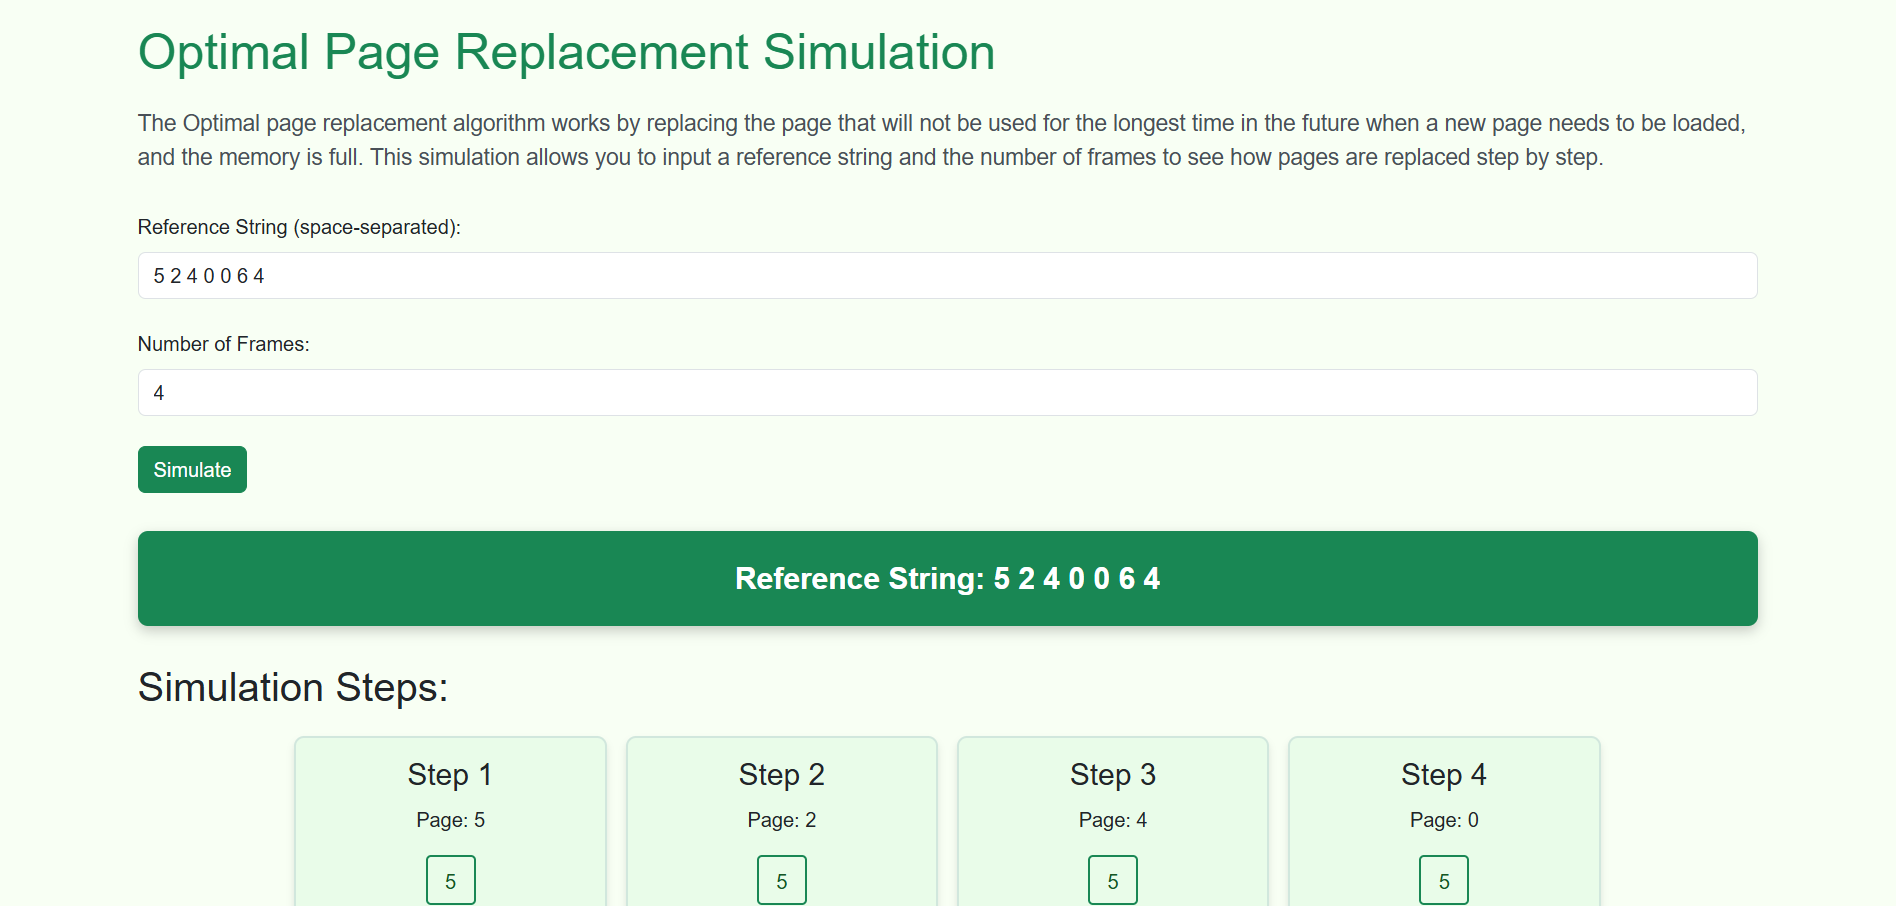 Optimal Page Replacement Simulation
The Optimal page replacement algorithm works by replacing the page that will not be used for the longest time in the future when a new page needs to be loaded,
and the memory is full. This simulation allows you to input a reference string and the number of frames to see how pages are replaced step by step.
Reference String (space-separated):
5 2 4 0 0 6 4
Number of Frames:
4
Simulate
Reference String: 5 2 4 0 0 6 4
Simulation Steps:
Step 1
Page: 5
5
Step 2
Page: 2
5
Step 3
Page: 4
5
Step 4
Page: 0
5